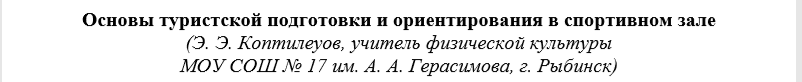 Основы туристской подготовки и ориентирования в спортивном зале
(Э. Э. Коптилеуов, учитель физической культуры
МОУ СОШ № 17 им. А. А. Герасимова, г. Рыбинск)